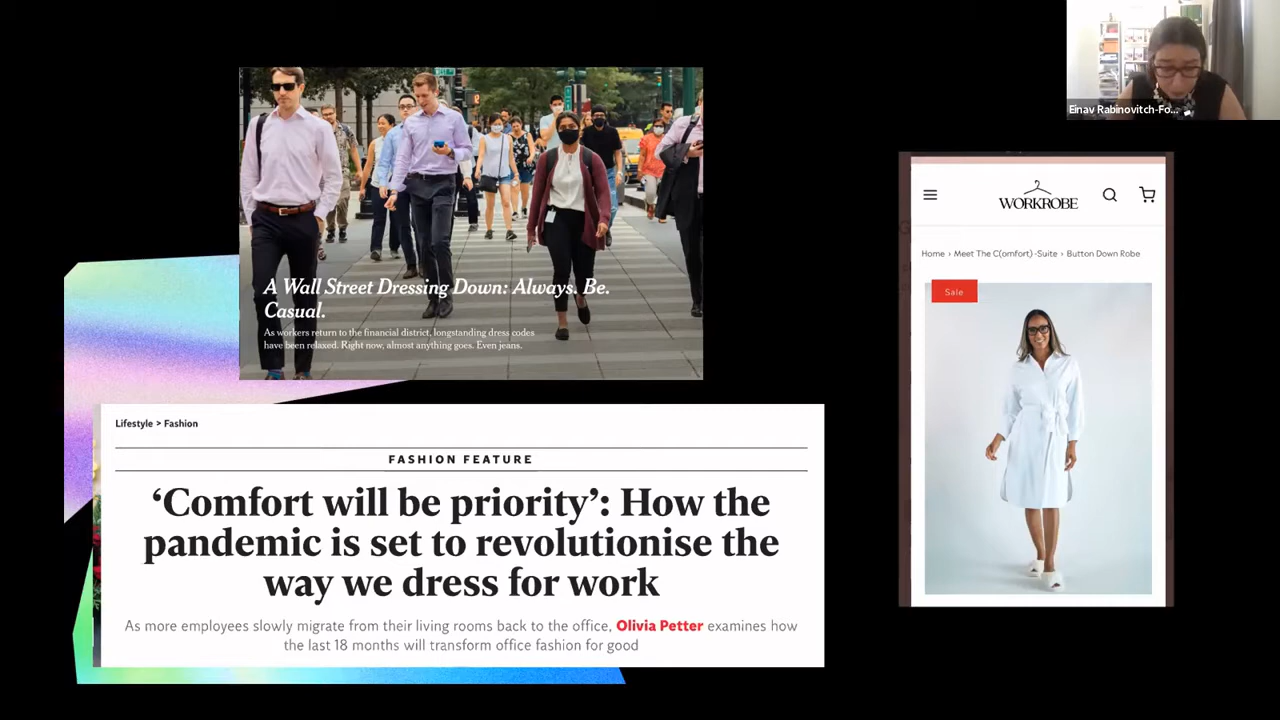 Einav Rabinovitch-Fo...
A Wall Street Dressing Down: Always. Be.
Casual.
As workers return to the financial district, longstanding dress codes
have been relaxed. Right now, almost anything goes. Even jeans.
WORKROBE
Home › Meet The C(omfort) -Suite › Button Down Robe
Sale
Lifestyle > Fashion
FASHION FEATURE
‘Comfort will be priority’: How the
pandemic is set to revolutionise the
way we dress for work
As more employees slowly migrate from their living rooms back to the office, Olivia Petter examines how
the last 18 months will transform office fashion for good